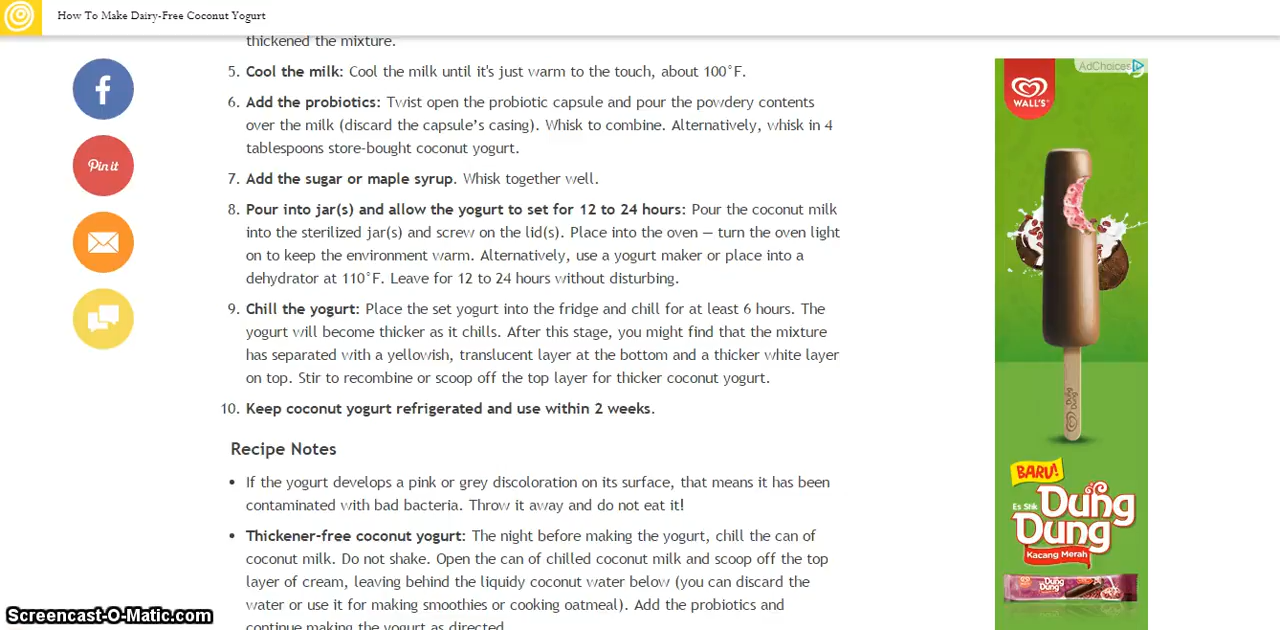 How To Make Dairy-Free Coconut Yogurt
thickened the mixture.
5. Cool the milk: Cool the milk until it's just warm to the touch, about 100°F.
6. Add the probiotics: Twist open the probiotic capsule and pour the powdery contents
over the milk (discard the capsule’s casing). Whisk to combine. Alternatively, whisk in 4
tablespoons store-bought coconut yogurt.
7. Add the sugar or maple syrup. Whisk together well.
8. Pour into jar(s) and allow the yogurt to set for 12 to 24 hours: Pour the coconut milk
into the sterilized jar(s) and screw on the lid(s). Place into the oven — turn the oven light
on to keep the environment warm. Alternatively, use a yogurt maker or place into a
dehydrator at 110°F. Leave for 12 to 24 hours without disturbing.
9. Chill the yogurt: Place the set yogurt into the fridge and chill for at least 6 hours. The
yogurt will become thicker as it chills. After this stage, you might find that the mixture
has separated with a yellowish, translucent layer at the bottom and a thicker white layer
on top. Stir to recombine or scoop off the top layer for thicker coconut yogurt.
10. Keep coconut yogurt refrigerated and use within 2 weeks.
Recipe Notes
• If the yogurt develops a pink or grey discoloration on its surface, that means it has been
contaminated with bad bacteria. Throw it away and do not eat it!
• Thickener-free coconut yogurt: The night before making the yogurt, chill the can of
coconut milk. Do not shake. Open the can of chilled coconut milk and scoop off the top
layer of cream, leaving behind the liquidy coconut water below (you can discard the
water or use it for making smoothies or cooking oatmeal). Add the probiotics and
continue making the yogurt as directed.
Pin it
AdChoices
WALL'S
Dung Dung
BARU!
Es Stik
Dung
Dung
Kacang Merah
Dung
Dung
Screencast-O-Matic.com